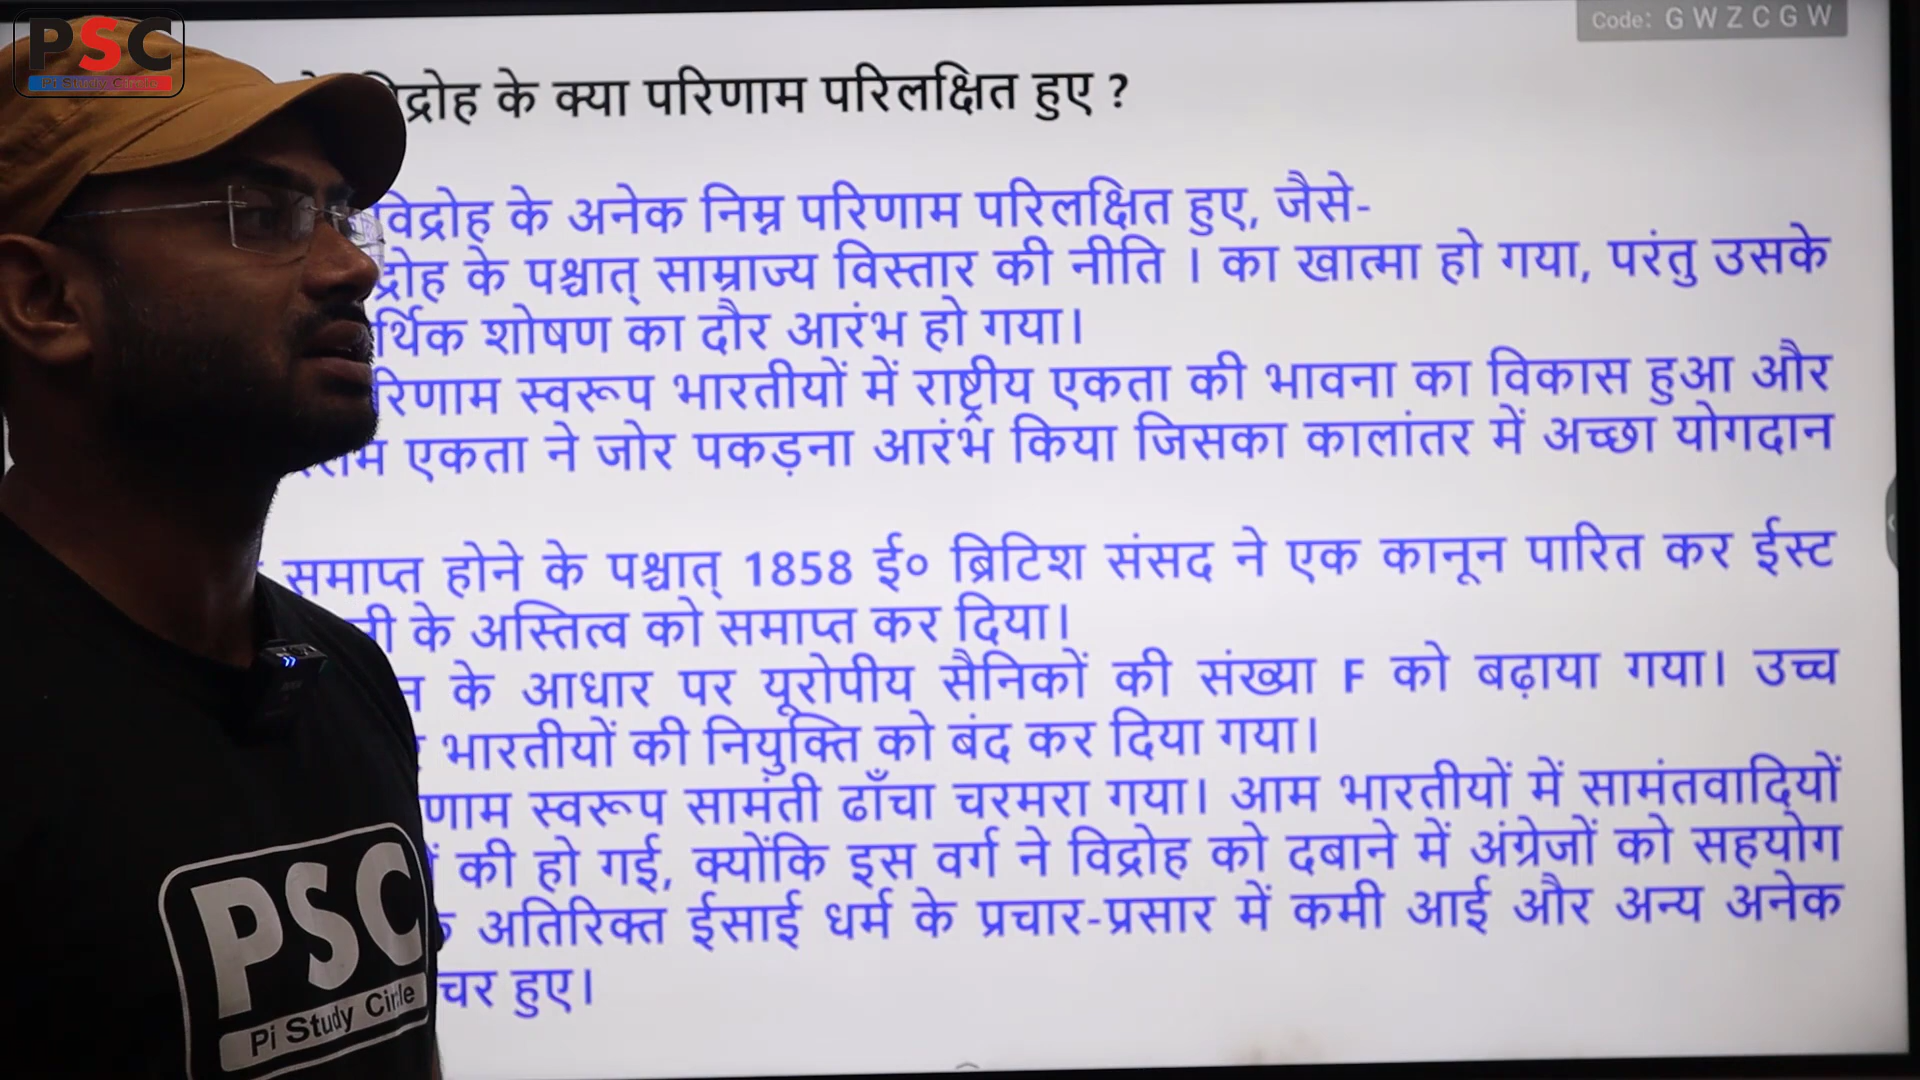 PSC
Pi Study Circle
Code: G W Z C G W
के विद्रोह के क्या परिणाम परिलक्षित हुए ?
विद्रोह के अनेक निम्न परिणाम परिलक्षित हुए, जैसे-
के पश्चात् साम्राज्य विस्तार की नीति । का खात्मा हो गया, परंतु उसके
शोषण का दौर आरंभ हो गया।
स्वरूप भारतीयों में राष्ट्रीय एकता की भावना का विकास हुआ और
एकता ने जोर पकड़ना आरंभ किया जिसका कालांतर में अच्छा योगदान
समाप्त होने के पश्चात् 1858 ई० ब्रिटिश संसद ने एक कानून पारित कर ईस्ट
के अस्तित्व को समाप्त कर दिया।
के आधार पर यूरोपीय सैनिकों की संख्या F को बढ़ाया गया। उच्च
भारतीयों की नियुक्ति को बंद कर दिया गया।
स्वरूप सामंती ढाँचा चरमरा गया। आम भारतीयों में सामंतवादियों
की हो गई, क्योंकि इस वर्ग ने विद्रोह को दबाने में अंग्रेजों को सहयोग
अतिरिक्त ईसाई धर्म के प्रचार-प्रसार में कमी आई और अन्य अनेक
हुए।
PSC
Pi Study Circle